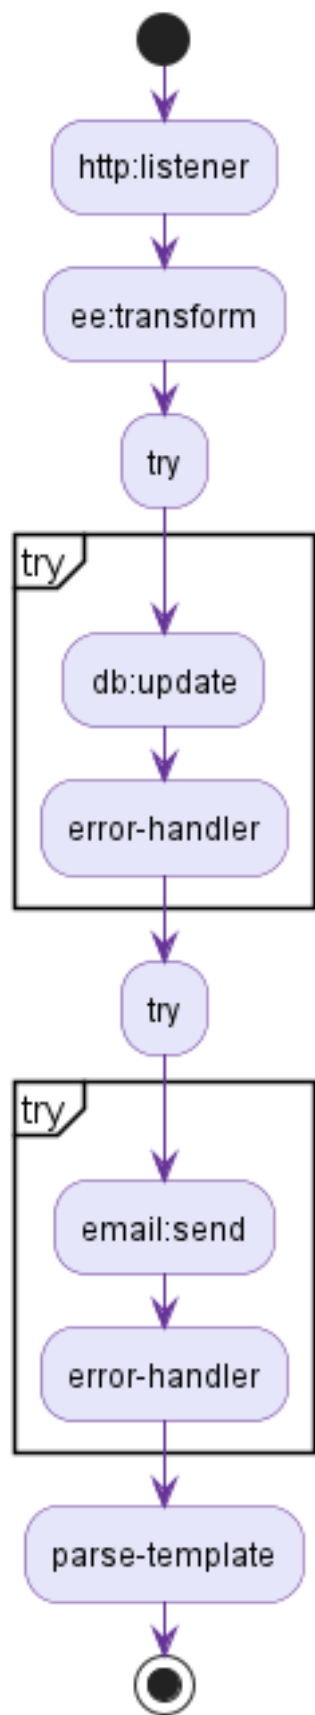 http:listener
ee:transform
try
try
db:update
error-handler
try
try
email:send
error-handler
parse-template